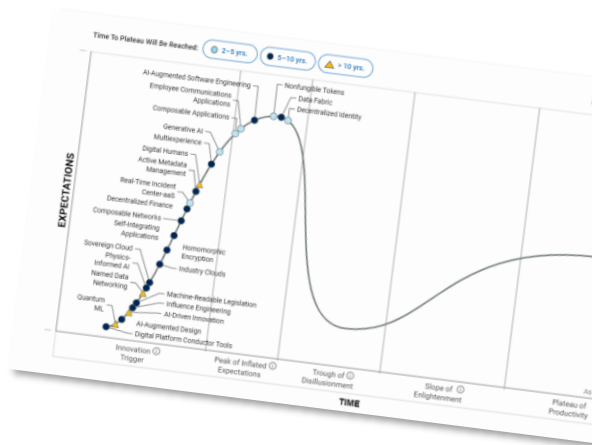 Time To Plateau Will Be Reached:
2-5 yrs.
5-10 yrs.
> 10 yrs.
AI-Augmented Software Engineering
Employee Communications
Applications
Composable Applications
Generative AI
Multiexperience
Digital Humans
Active Metadata
Management
Real-Time Incident
Center-aaS
Decentralized Finance
Composable Networks
Self-Integrating
Applications
Sovereign Cloud
Physics-
Informed AI
Named Data
Networking
Quantum
ML
Nonfungible Tokens
Data Fabric
Decentralized Identity
Homomorphic
Encryption
Industry Clouds
Machine-Readable Legislation
Influence Engineering
AI-Driven Innovation
AI-Augmented Design
Digital Platform Conductor Tools
EXPECTATIONS
Innovation
Trigger
Peak of Inflated
Expectations
Trough of
Disillusionment
Slope of
Enlightenment
Plateau of
Productivity
As
TIME